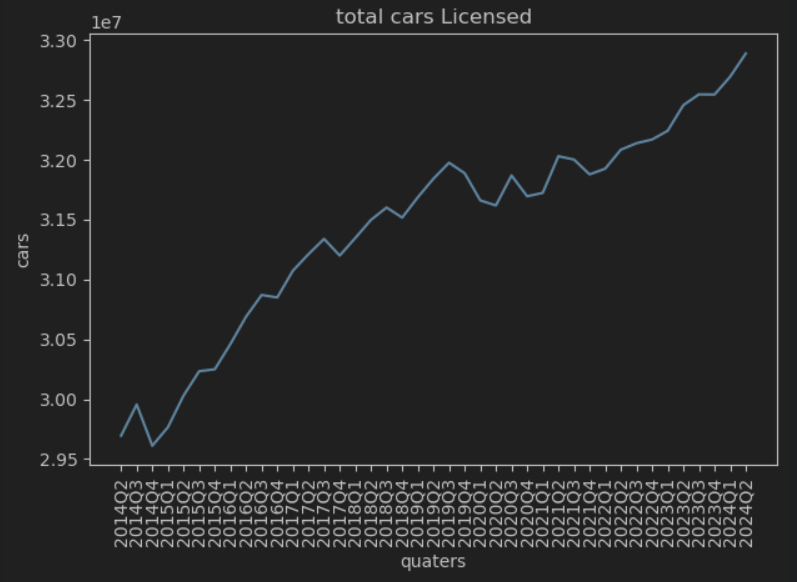 total cars Licensed
1e7
3.30
3.25
3.20
3.15
3.10
3.05
3.00
2.95
cars
2014Q2
2014Q3
2014Q4
2015Q1
2015Q2
2015Q3
2015Q4
2016Q1
2016Q2
2016Q3
2016Q4
2017Q1
2017Q2
2017Q3
2017Q4
2018Q1
2018Q2
2018Q3
2018Q4
2019Q1
2019Q2
2019Q3
2019Q4
2020Q1
2020Q2
2020Q3
2020Q4
2021Q1
2021Q2
2021Q3
2021Q4
2022Q1
2022Q2
2022Q3
2022Q4
2023Q1
2023Q2
2023Q3
2023Q4
2024Q1
2024Q2
quaters